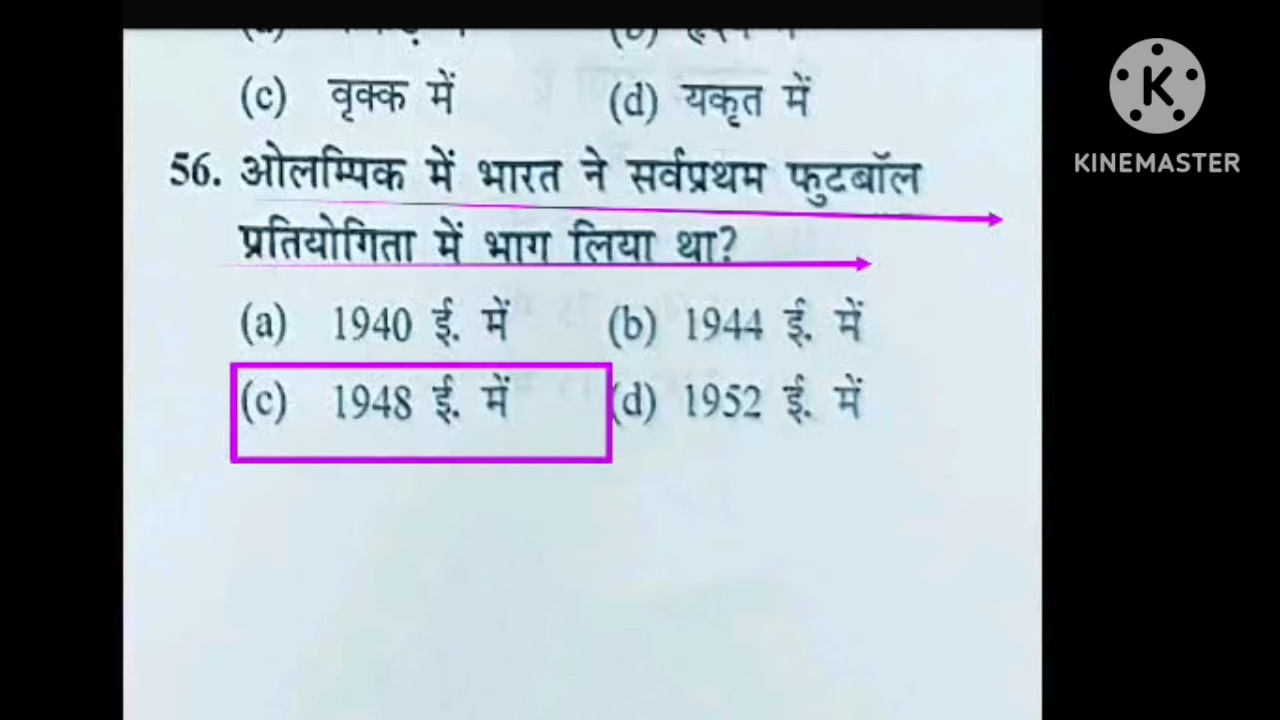 (c) वृक्क में (d) यकृत में
56. ओलम्पिक में भारत ने सर्वप्रथम फुटबॉल
प्रतियोगिता में भाग लिया था?
(a) 1940 ई. में (b) 1944 ई. में
(c) 1948 ई. में (d) 1952 ई. में
K
KINEMASTER